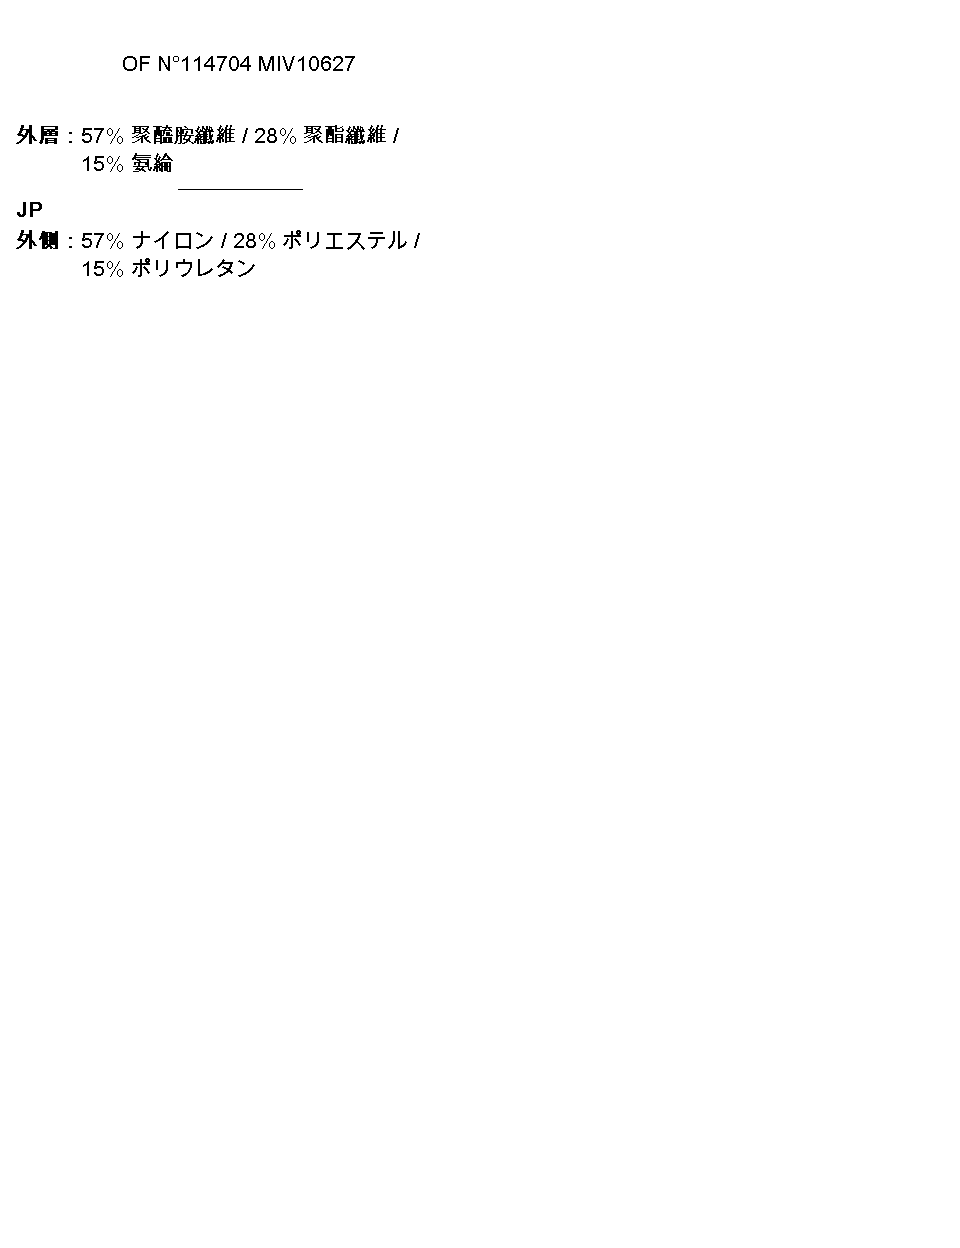 OF N°114704 MIV10627
外層 : 57% 聚醯胺纖維 / 28% 聚酯纖維 /
15% 氨綸
JP
外側 : 57% ナイロン / 28% ポリエステル /
15% ポリウレタン